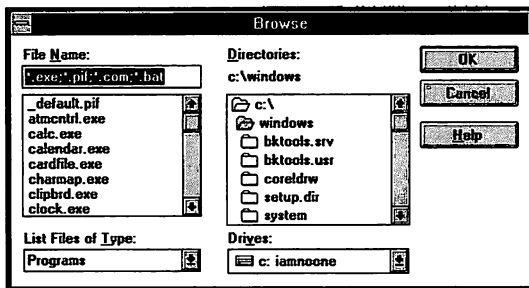 Browse
File Name:
*.exe;*.pif;*.com;*.bat
_default.pif
atmcntrl.exe
calc.exe
calendar.exe
cardfile.exe
charmap.exe
clipbrd.exe
clock.exe
List Files of Type:
Programs
Directories:
c:\windows
c:\
windows
bktools.srv
bktools.usr
coreldrw
setup.dir
system
Drives:
c: iamnoone
OK
Cancel
Help